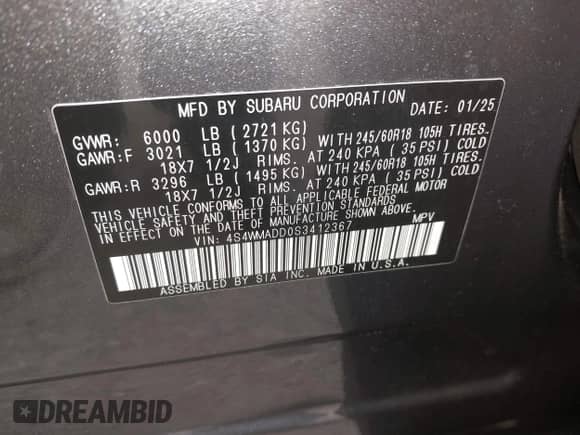 MFD BY SUBARU CORPORATION DATE: 01/25
GVWR: 6000 LB ( 2721 KG)
GAWR:F 3021 LB ( 1370 KG) WITH 245/60R18 105H TIRES.
18X7 1/2J RIMS. AT 240 KPA ( 35 PSI) COLD
GAWR:R 3296 LB ( 1495 KG) WITH 245/60R18 105H TIRES.
18X7 1/2J RIMS. AT 240 KPA ( 35 PSI) COLD
THIS VEHICLE CONFORMS TO ALL APPLICABLE FEDERAL MOTOR
VEHICLE SAFETY AND BUMPER STANDARDS
IN EFFECT ON THE DATE OF MANUFACTURE SHOWN ABOVE.
VIN: 4S4WMADD0S3412367 MPV
ASSEMBLED BY SIA INC. MADE IN U.S.A.
DREAMBID